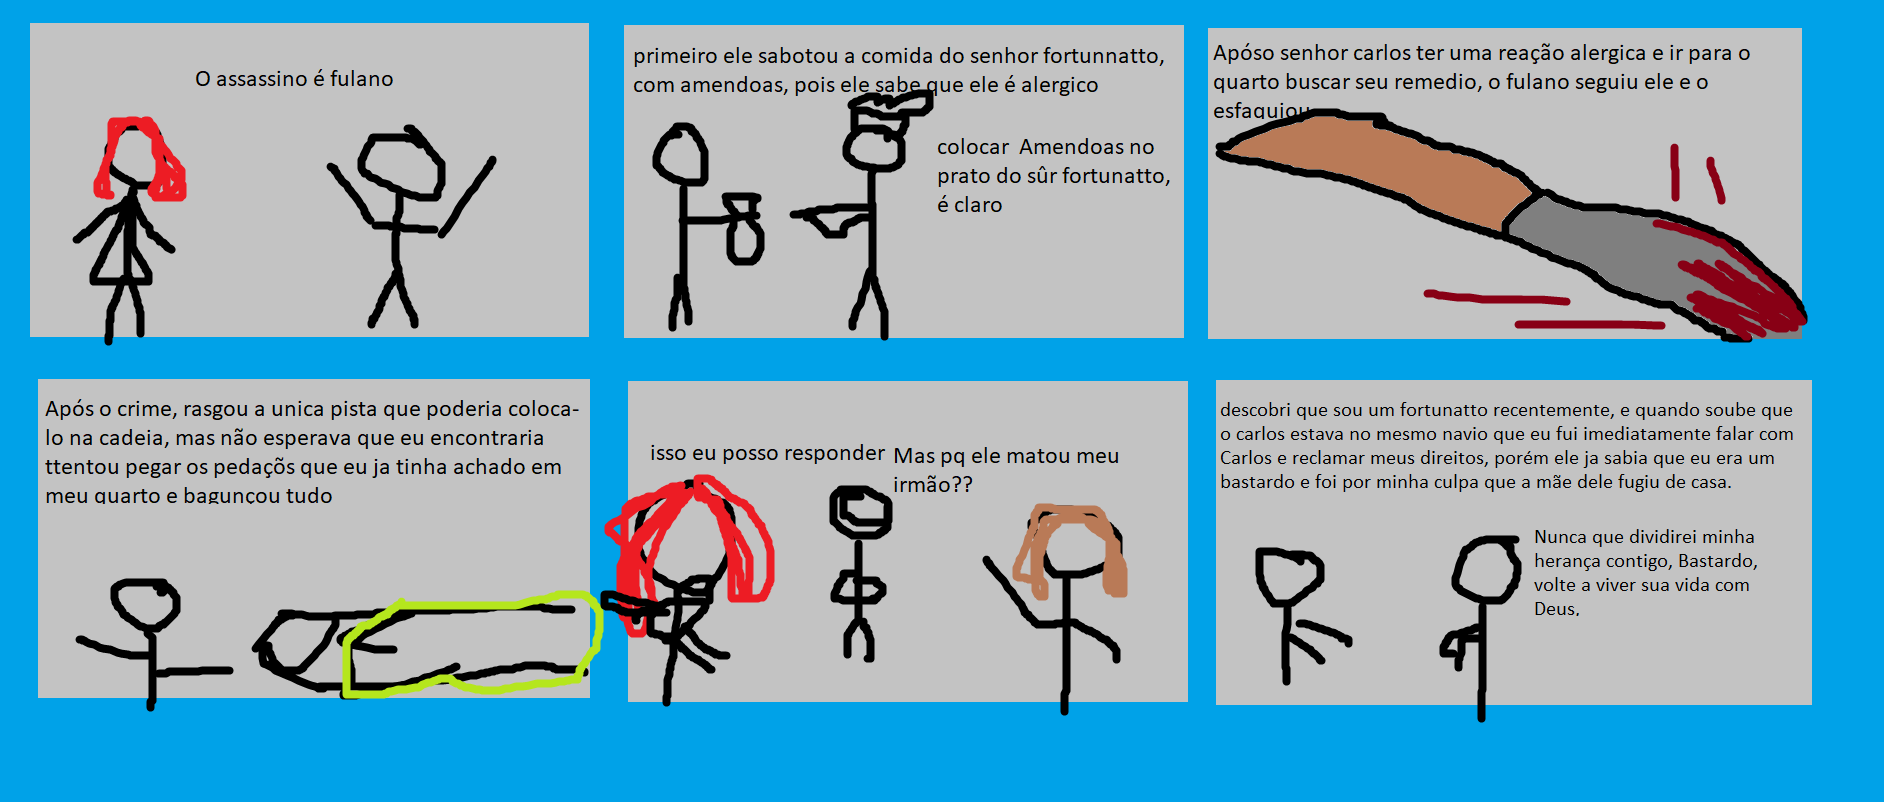 O assassino é fulano
primeiro ele sabotou a comida do senhor fortunnatto,
com amendoas, pois ele sabe que ele é alergico
colocar Amendoas no
prato do sûr fortunatto,
é claro
Apóso senhor carlos ter uma reação alergica e ir para o
quarto buscar seu remedio, o fulano seguiu ele e o
esfaquiou
Após o crime, rasgou a unica pista que poderia coloca-
lo na cadeia, mas não esperava que eu encontraria
ttentou pegar os pedaçõs que eu ja tinha achado em
meu quarto e bagunçou tudo
isso eu posso responder
Mas pq ele matou meu
irmão??
descobri que sou um fortunatto recentemente, e quando soube que
o carlos estava no mesmo navio que eu fui imediatamente falar com
Carlos e reclamar meus direitos, porém ele ja sabia que eu era um
bastardo e foi por minha culpa que a mãe dele fugiu de casa.
Nunca que dividirei minha
herança contigo, Bastardo,
volte a viver sua vida com
Deus.